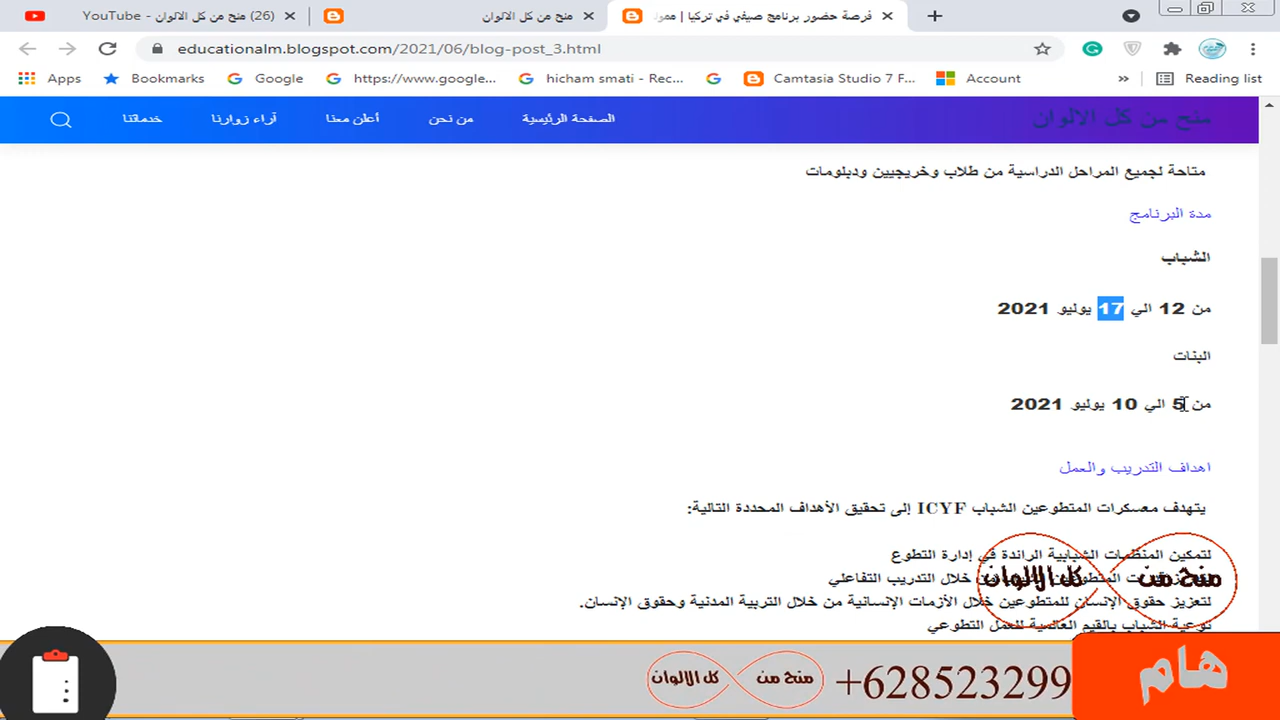 (26) منح من كل الالوان - YouTube
منح من كل الالوان
فرصة حضور برنامج صيفي في تركيا |
educationalm.blogspot.com/2021/06/blog-post_3.html
Apps
Bookmarks
Google
https://www.google...
hicham smati - Rec...
Camtasia Studio 7 F...
Account
»
Reading list
منح من كل الالوان
الصفحة الرئيسية
من نحن
أعلن معنا
آراء زوارنا
خدماتنا
متاحة لجميع المراحل الدراسية من طلاب وخريجيين ودبلومات
مدة البرنامج
الشباب
من 12 الي 17 يوليو 2021
البنات
من 5 الي 10 يوليو 2021
اهداف التدريب والعمل
يتهدف معسكرات المتطوعين الشباب ICYF إلى تحقيق الأهداف المحددة التالية:
لتمكين المنظمات الشبابية الرائدة في إدارة التطوع
المتطوعين من خلال التدريب التفاعلي
لتعزيز حقوق الإنسان للمتطوعين خلال الأزمات الإنسانية من خلال التربية المدنية وحقوق الإنسان.
توعية الشباب بالقيم العالمية للعمل التطوعي
منح من كل الالوان
منح من كل الالوان
+628523299
هام